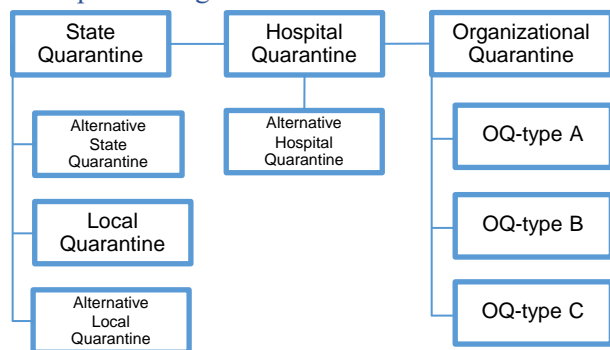 State
Quarantine
Hospital
Quarantine
Organizational
Quarantine
Alternative
State
Quarantine
Alternative
Hospital
Quarantine
OQ-type A
Local
Quarantine
OQ-type B
Alternative
Local
Quarantine
OQ-type C